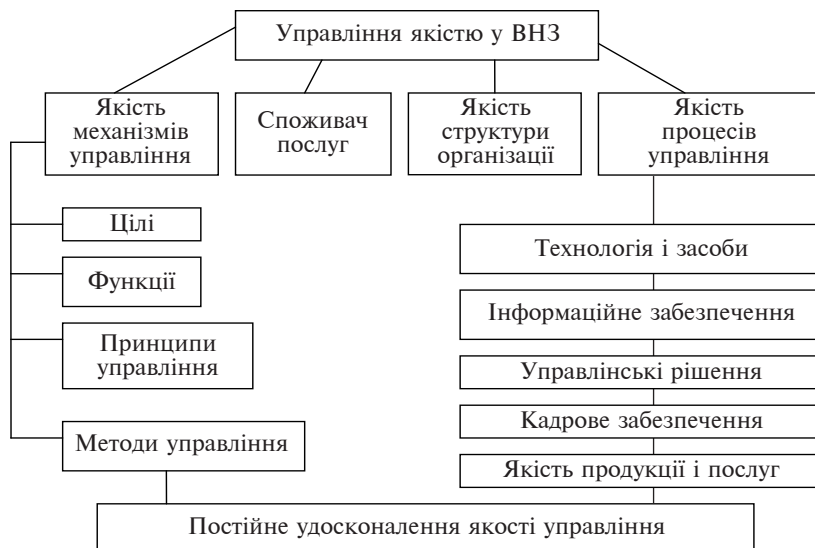 Управління якістю у ВНЗ
Якість
механізмів
управління
Споживач
послуг
Якість
структури
організації
Якість
процесів
управління
Цілі
Функції
Принципи
управління
Методи управління
Технологія і засоби
Інформаційне забезпечення
Управлінські рішення
Кадрове забезпечення
Якість продукції і послуг
Постійне удосконалення якості управління